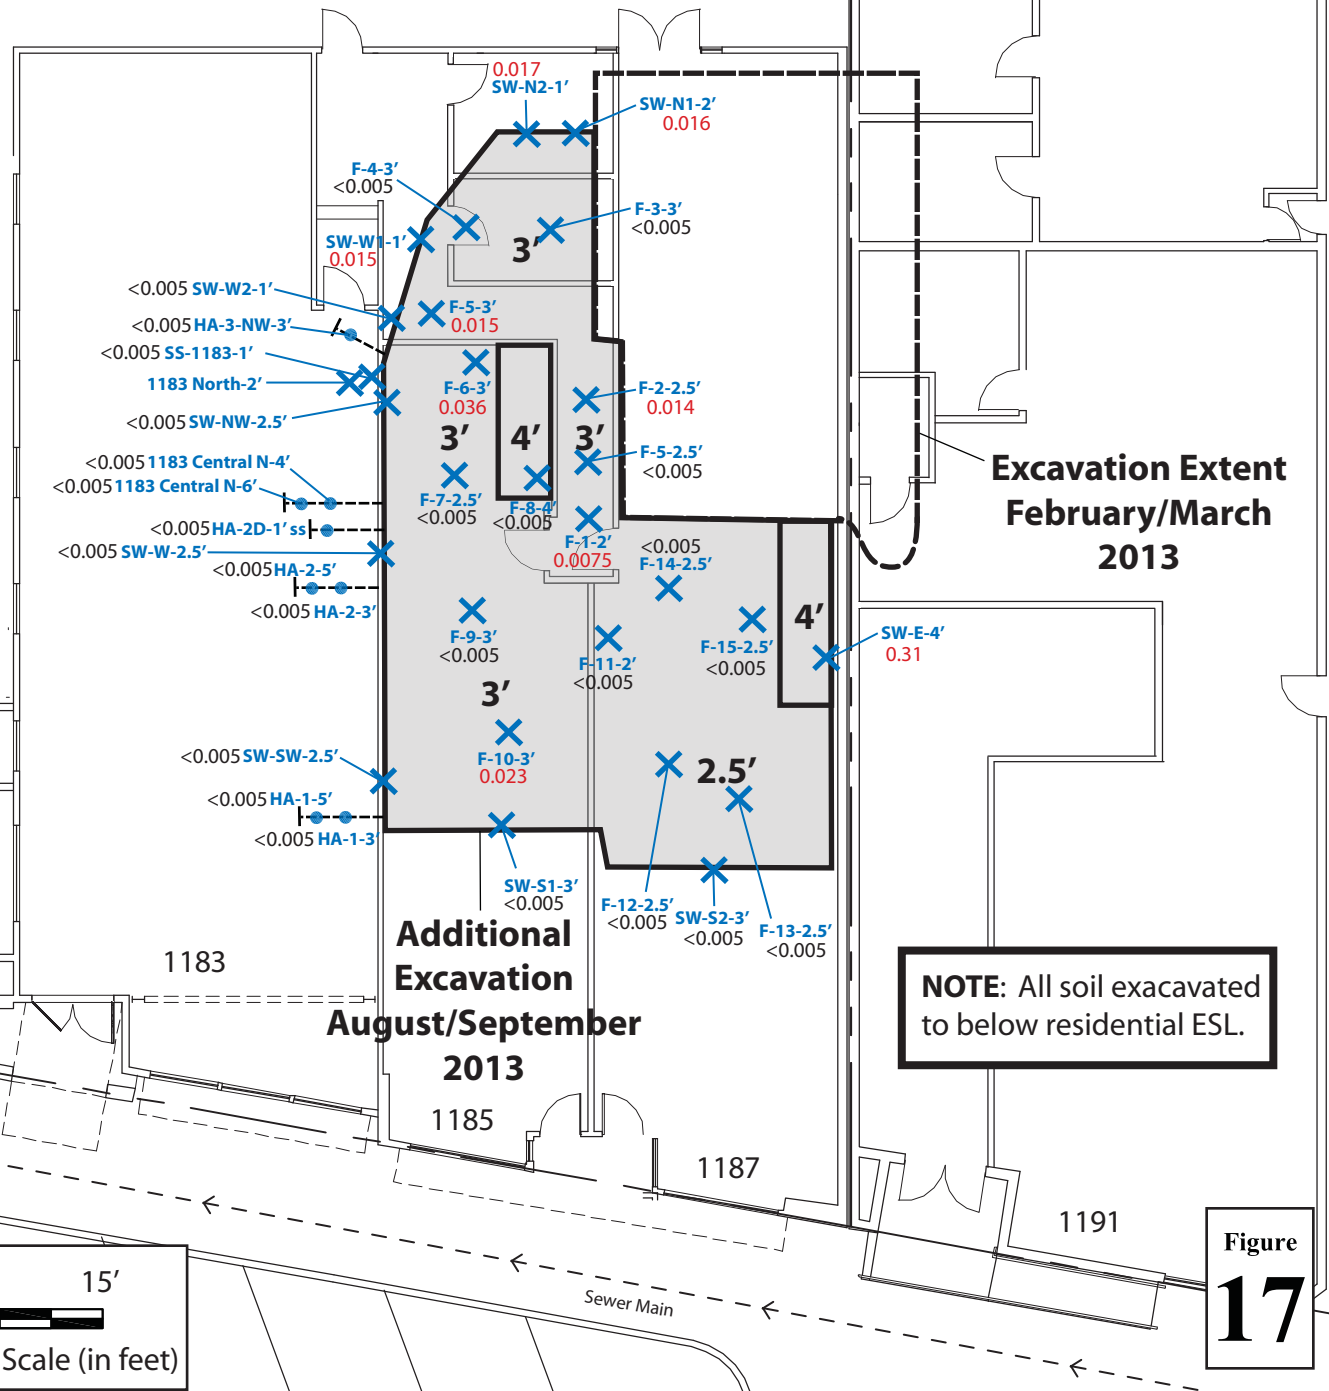 0.017
SW-N2-1′
SW-N1-2′
0.016
F-4-3′
<0.005
F-3-3′
<0.005
SW-W1-1′
0.015
3′
<0.005 SW-W2-1′
F-5-3′
0.015
<0.005 HA-3-NW-3′
<0.005 SS-1183-1′
1183 North-2′
<0.005 SW-NW-2.5′
F-6-3′
0.036
F-2-2.5′
0.014
3′
4′
3′
F-5-2.5′
<0.005
<0.005 1183 Central N-4′
<0.005 1183 Central N-6′
F-7-2.5′
<0.005
F-8-4′
<0.005
Excavation Extent
February/March
2013
<0.005 HA-2D-1′ ss
<0.005 SW-W-2.5′
F-1-2′
0.0075
<0.005
F-14-2.5′
<0.005 HA-2-5′
<0.005 HA-2-3′
F-9-3′
<0.005
F-11-2′
<0.005
F-15-2.5′
<0.005
4′
SW-E-4′
0.31
3′
F-10-3′
0.023
2.5′
<0.005 SW-SW-2.5′
<0.005 HA-1-5′
<0.005 HA-1-3′
SW-S1-3′
<0.005
F-12-2.5′
<0.005
SW-S2-3′
<0.005
F-13-2.5′
<0.005
Additional
Excavation
August/September
2013
1183
NOTE: All soil exacavated
to below residential ESL.
1185
1187
1191
Sewer Main
15′
Scale (in feet)
Figure
17